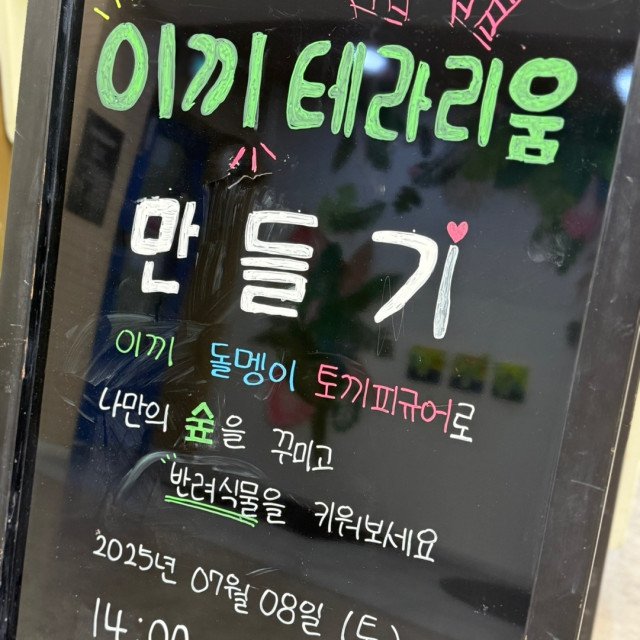 이끼 테라리움
만들기
이끼 돌멩이 토끼피규어로
나만의 숲을 꾸미고
반려식물을 키워보세요
2025년 07월 08일 (토)
14:00